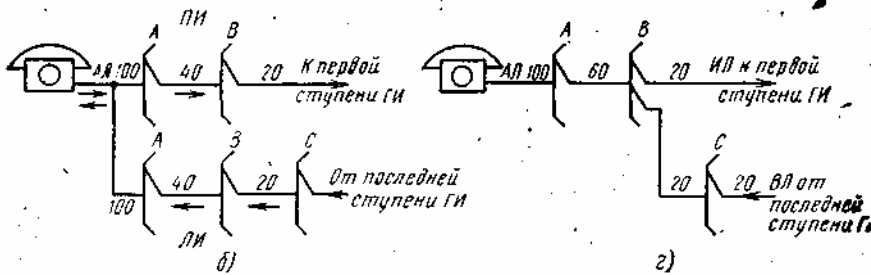 ПИ
А
В
АЛ 100
40
20
К первой
ступени ГИ
А
З
С
100
40
20
От последней
ступени ГИ
ЛИ
б)
А
В
АЛ 100
60
20
ИЛ к первой
ступени ГИ
С
20
20
ВЛ от
последней
ступени ГИ
г)